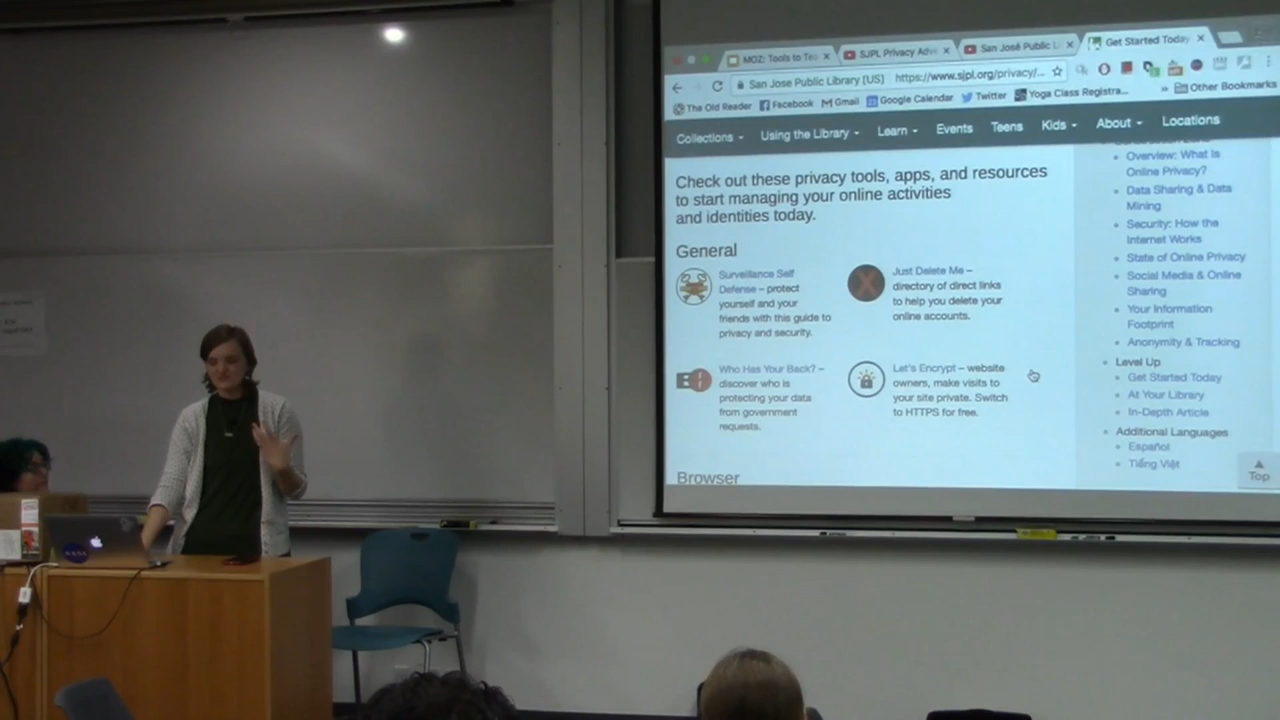 MOZ: Tools to Tea
SJPL Privacy Adv
San José Public Li
Get Started Today
San Jose Public Library [US]
https://www.sjpl.org/privacy/...
The Old Reader
Facebook
Gmail
Google Calendar
Twitter
Yoga Class Registra...
» Other Bookmarks
Collections
Using the Library
Learn
Events
Teens
Kids
About
Locations
Check out these privacy tools, apps, and resources
to start managing your online activities
and identities today.
General
Surveillance Self
Defense – protect
yourself and your
friends with this guide to
privacy and security.
Just Delete Me –
directory of direct links
to help you delete your
online accounts.
Who Has Your Back? –
discover who is
protecting your data
from government
requests.
Let's Encrypt – website
owners, make visits to
your site private. Switch
to HTTPS for free.
Browser
Overview: What Is
Online Privacy?
Data Sharing & Data
Mining
Security: How the
Internet Works
State of Online Privacy
Social Media & Online
Sharing
Your Information
Footprint
Anonymity & Tracking
Level Up
Get Started Today
At Your Library
In-Depth Article
Additional Languages
Español
Tiếng Việt
Top
NASA